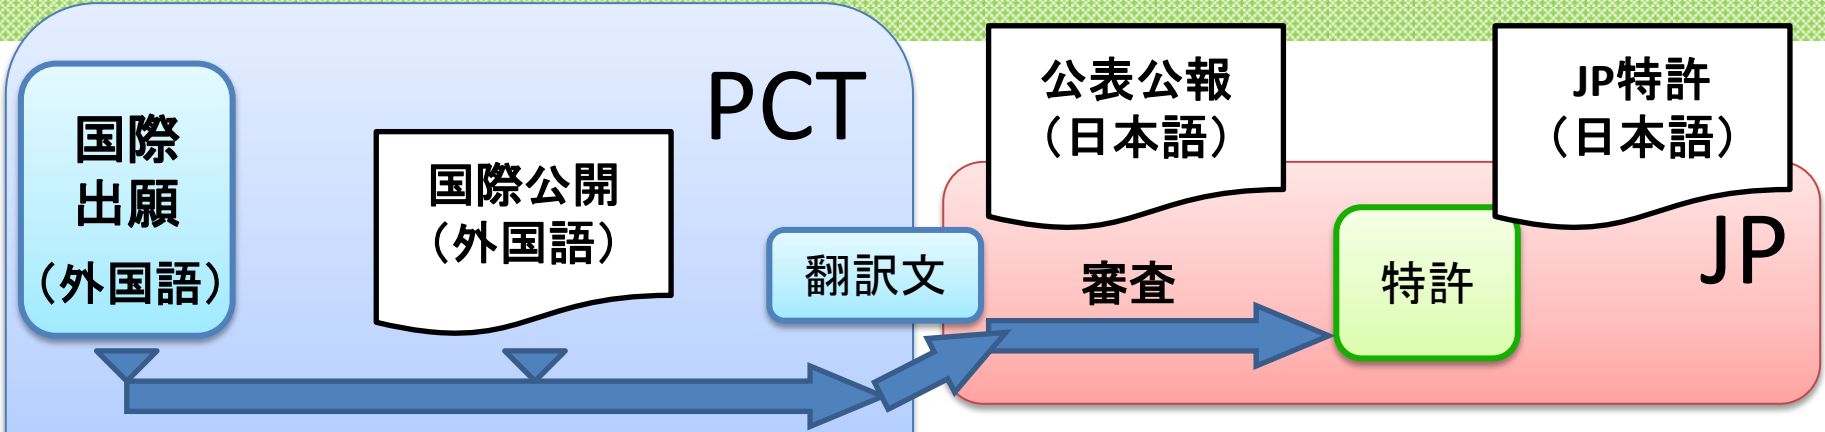 国際
出願
（外国語）
国際公開
（外国語）
PCT
翻訳文
公表公報
（日本語）
審査
特許
JP特許
（日本語）
JP